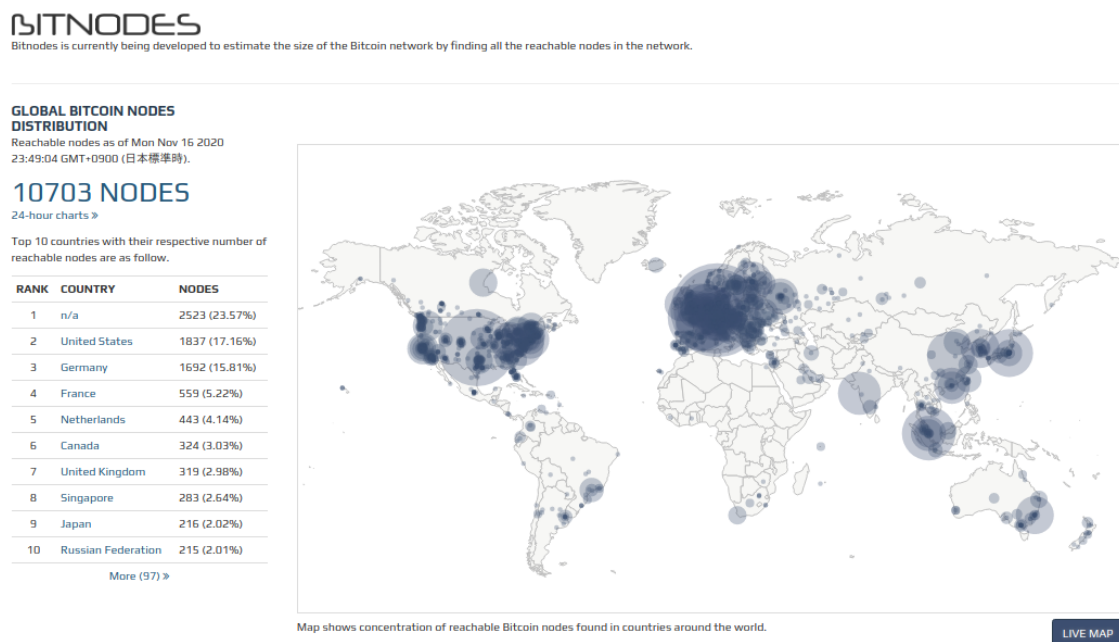 BITNODES
Bitnodes is currently being developed to estimate the size of the Bitcoin network by finding all the reachable nodes in the network.
GLOBAL BITCOIN NODES
DISTRIBUTION
Reachable nodes as of Mon Nov 16 2020
23:49:04 GMT+0900 (日本標準時).
10703 NODES
24-hour charts »
Top 10 countries with their respective number of
reachable nodes are as follow.
RANK COUNTRY NODES
1 n/a 2523 (23.57%)
2 United States 1837 (17.16%)
3 Germany 1692 (15.81%)
4 France 559 (5.22%)
5 Netherlands 443 (4.14%)
6 Canada 324 (3.03%)
7 United Kingdom 319 (2.98%)
8 Singapore 283 (2.64%)
9 Japan 216 (2.02%)
10 Russian Federation 215 (2.01%)
More (97) »
Map shows concentration of reachable Bitcoin nodes found in countries around the world.
LIVE MAP